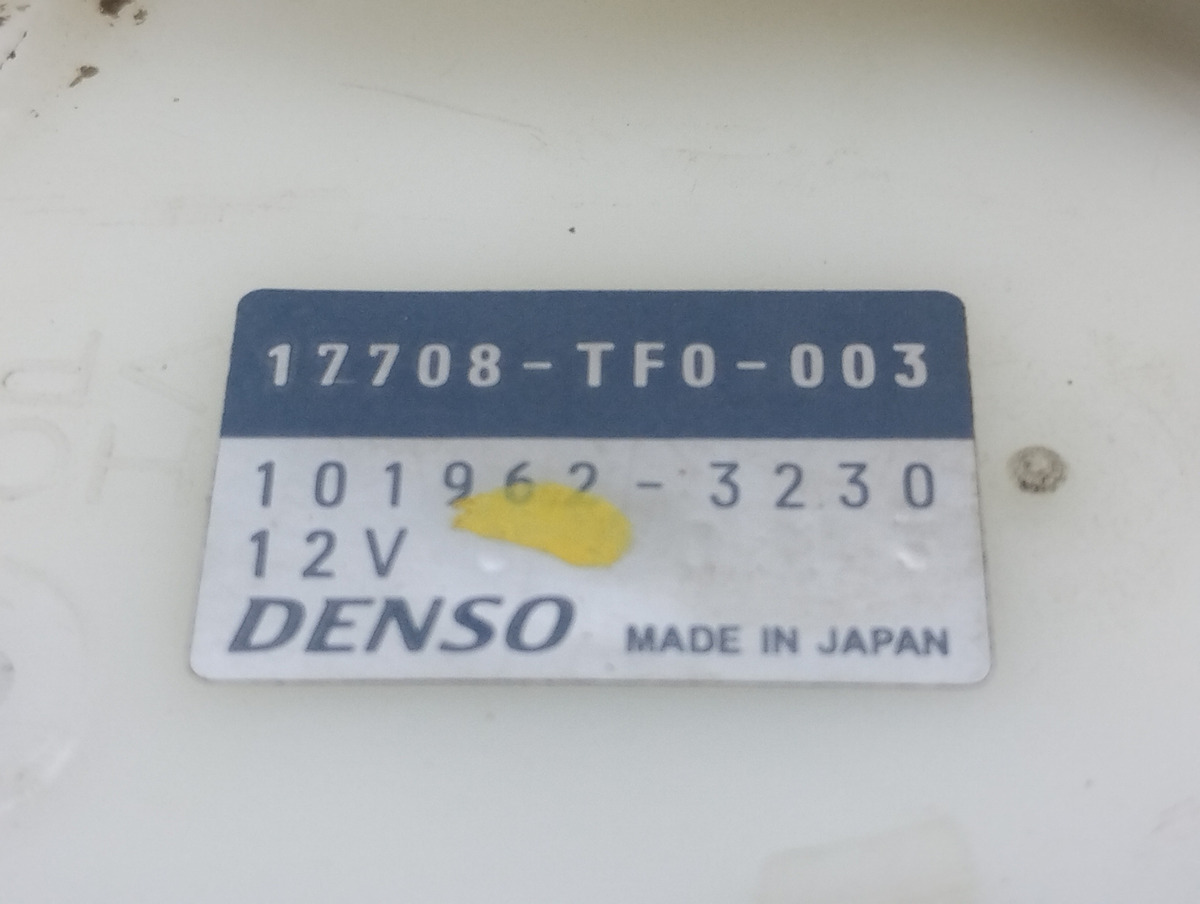 17708-TF0-003
101962-3230
12V
DENSO MADE IN JAPAN